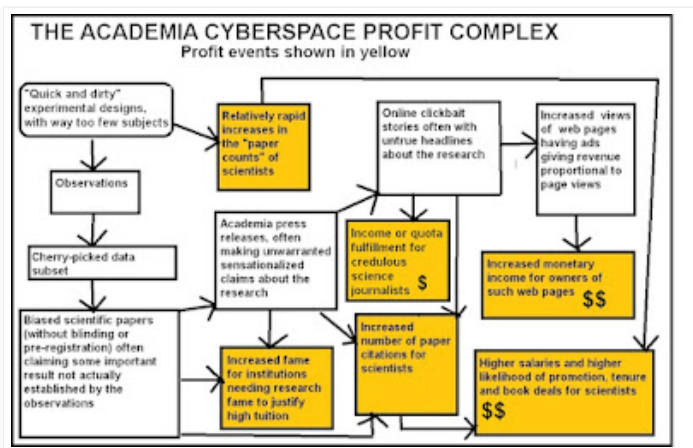 THE ACADEMIA CYBERSPACE PROFIT COMPLEX
Profit events shown in yellow
"Quick and dirty"
experimental designs,
with way too few subjects
Relatively rapid
increases in
the "paper
counts" of
scientists
Online clickbait
stories often with
untrue headlines
about the research
Increased views
of web pages
having ads
giving revenue
proportional to
page views
Observations
Academia press
releases, often
making unwarranted
sensationalized
claims about the
research
Income or quota
fulfillment for
credulous
science
journalists $
Cherry-picked data
subset
Increased monetary
income for owners of
such web pages $$
Biased scientific papers
(without blinding or
pre-registration) often
claiming some important
result not actually
established by the
observations
Increased fame
for institutions
needing research
fame to justify
high tuition
Increased
number of paper
citations for
scientists
Higher salaries and higher
likelihood of promotion, tenure
and book deals for scientists
$$